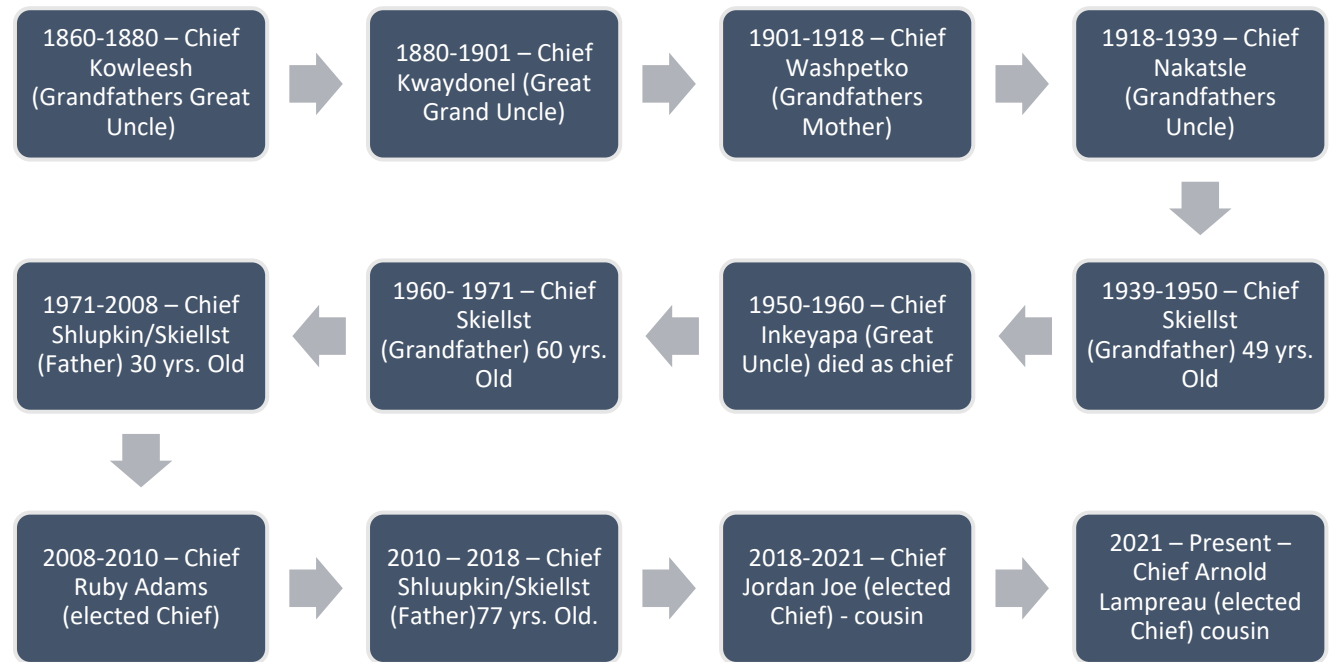 1860-1880 – Chief
Kowleesh
(Grandfathers Great
Uncle)
1880-1901 – Chief
Kwaydonel (Great
Grand Uncle)
1901-1918 – Chief
Washpetko
(Grandfathers
Mother)
1918-1939 – Chief
Nakatsle
(Grandfathers
Uncle)
1939-1950 – Chief
Skiellst
(Grandfather) 49 yrs.
Old
1950-1960 – Chief
Inkeyapa (Great
Uncle) died as chief
1960- 1971 – Chief
Skiellst
(Grandfather) 60 yrs.
Old
1971-2008 – Chief
Shlupkin/Skiellst
(Father) 30 yrs. Old
2008-2010 – Chief
Ruby Adams
(elected Chief)
2010 – 2018 – Chief
Shluupkin/Skiellst
(Father)77 yrs. Old.
2018-2021 – Chief
Jordan Joe (elected
Chief) - cousin
2021 – Present –
Chief Arnold
Lampreau (elected
Chief) cousin